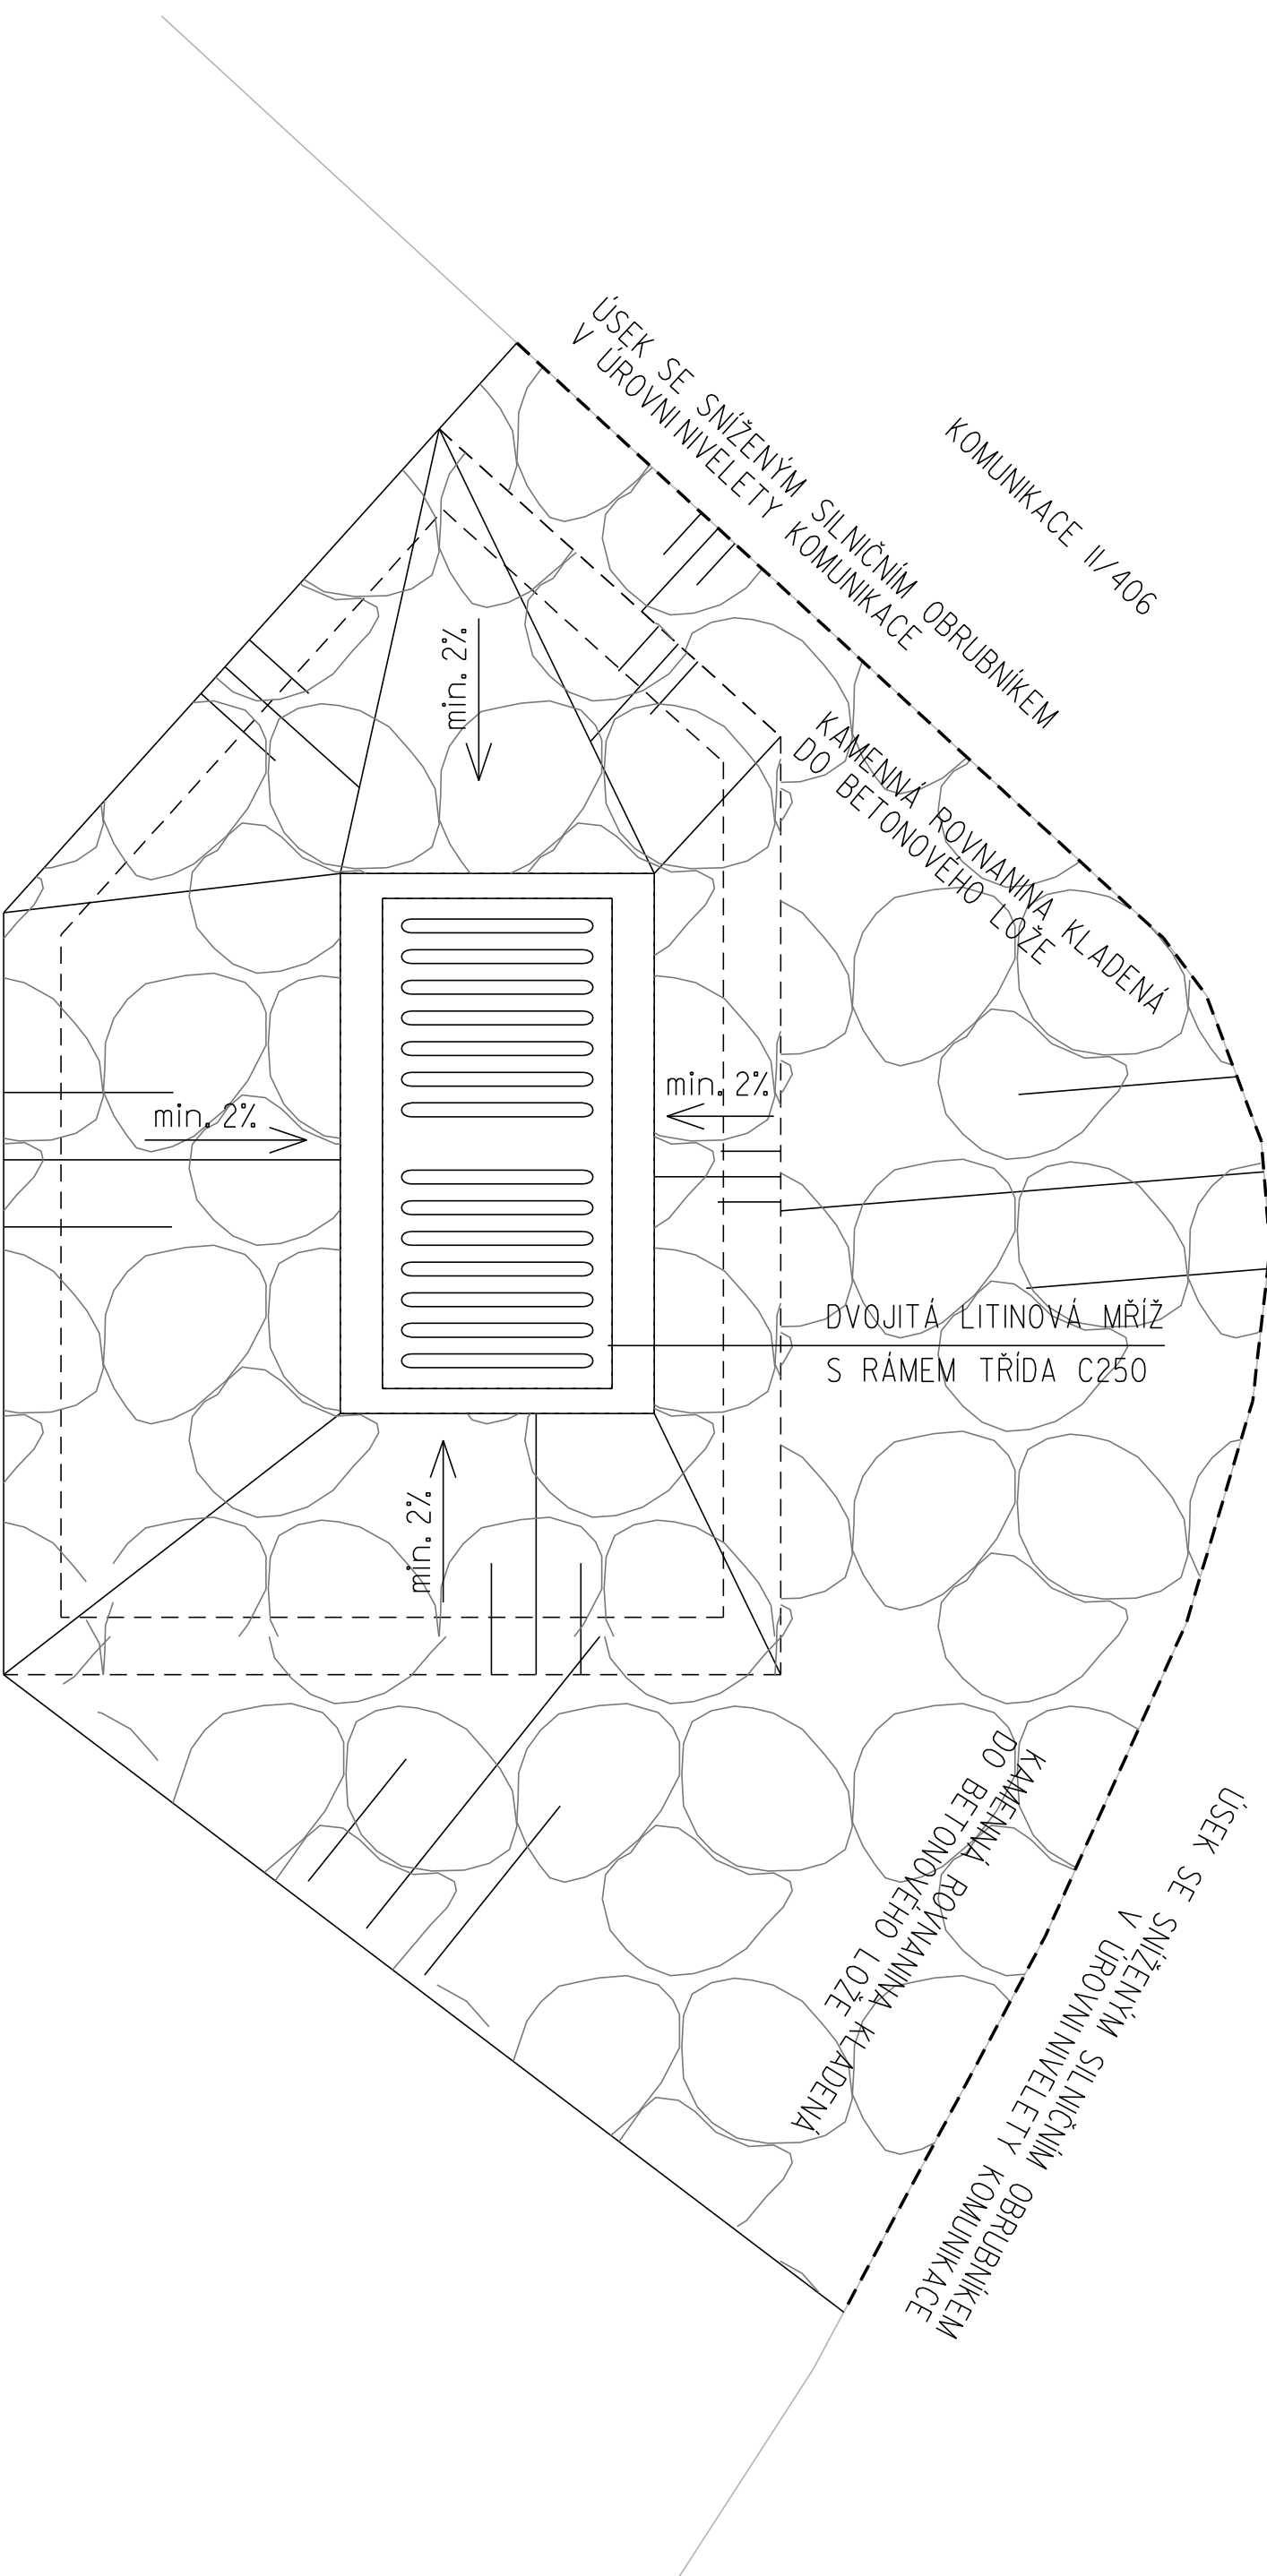 ÚSEK SE SNÍŽENÝM SILNIČNÍM OBRUBNÍKEM
V ÚROVNI NIVELETY KOMUNIKACE
KOMUNIKACE II/406
min. 2%
KAMENNÁ ROVNANINA KLADENÁ
DO BETONOVÉHO LOŽE
min. 2%
min. 2%
DVOJITÁ LITINOVÁ MŘÍŽ
S RÁMEM TŘÍDA C250
min. 2%
KAMENNÁ ROVNANINA KLADENÁ
DO BETONOVÉHO LOŽE
ÚSEK SE SNÍŽENÝM SILNIČNÍM OBRUBNÍKEM
V ÚROVNI NIVELETY KOMUNIKACE